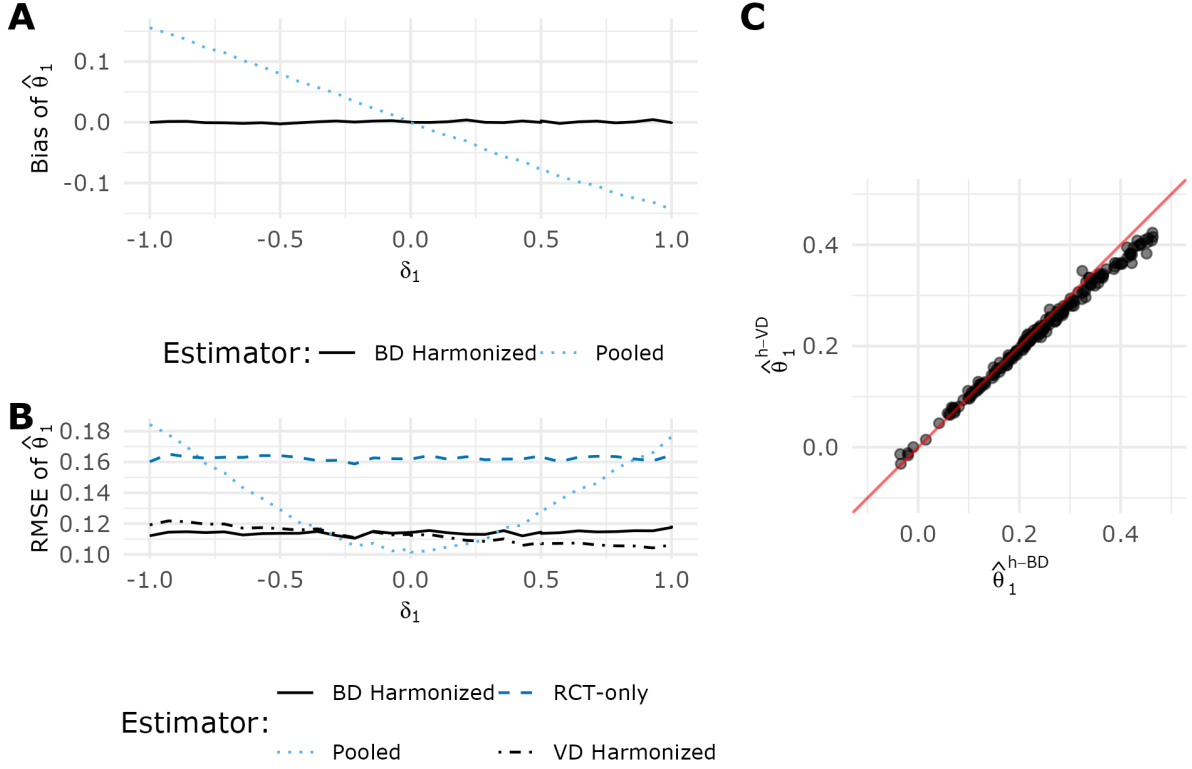 A
Bias of θ̂₁
0.1
0.0
-0.1
-1.0 -0.5 0.0 0.5 1.0
δ₁
Estimator: BD Harmonized Pooled
B
RMSE of θ̂₁
0.18
0.16
0.14
0.12
0.10
-1.0 -0.5 0.0 0.5 1.0
δ₁
Estimator:
BD Harmonized RCT-only
Pooled VD Harmonized
C
θ̂₁ʰ⁻ⱽᴰ
0.4
0.2
0.0
0.0 0.2 0.4
θ̂₁ʰ⁻ᴮᴰ